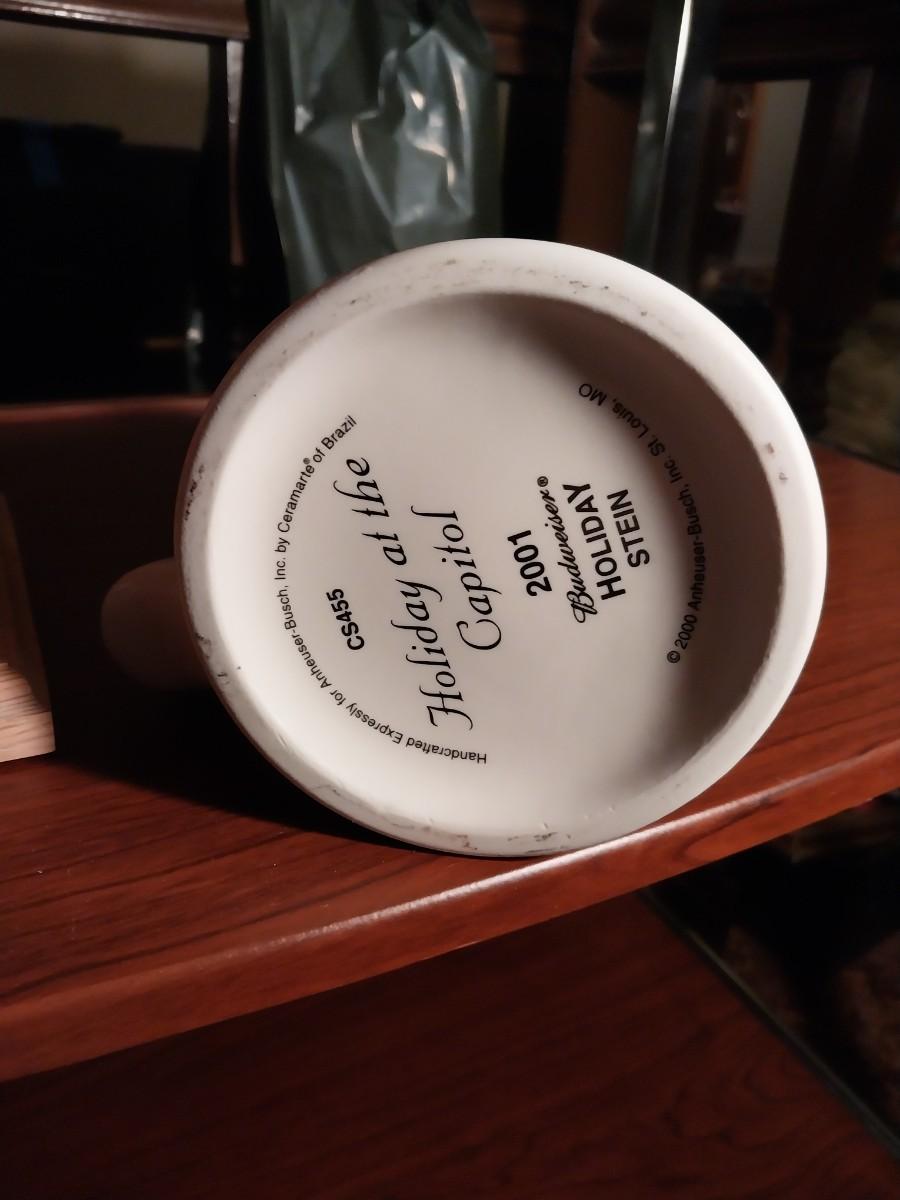 Handcrafted Expressly for Anheuser-Busch, Inc. by Ceramarte® of Brazil
CS455
Holiday at the
Capitol
2001
Budweiser®
HOLIDAY
STEIN
© 2000 Anheuser-Busch, Inc. St. Louis, MO